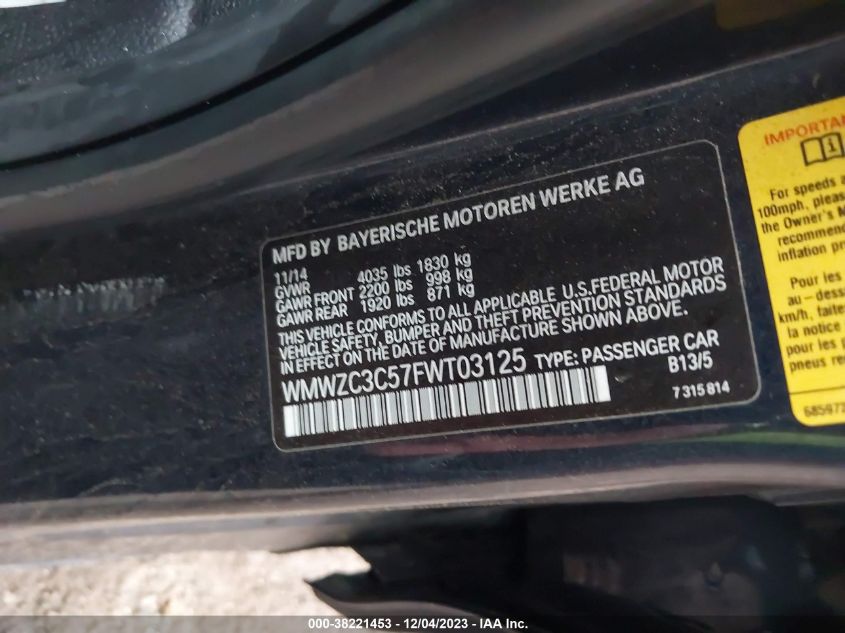 MFD BY BAYERISCHE MOTOREN WERKE AG
11/14
GVWR 4035 lbs 1830 kg
GAWR FRONT 2200 lbs 998 kg
GAWR REAR 1920 lbs 871 kg
THIS VEHICLE CONFORMS TO ALL APPLICABLE U.S.FEDERAL MOTOR
VEHICLE SAFETY, BUMPER AND THEFT PREVENTION STANDARDS
IN EFFECT ON THE DATE OF MANUFACTURE SHOWN ABOVE.
WMWZC3C57FWT03125 TYPE: PASSENGER CAR
B13/5
7 315 814
IMPORTA
For speeds a
100mph, pleas
the Owner's M
recommen
inflation pr
Pour les
au-dess
km/h, faite
la notice
pour les p
pneus resp
68597
000-38221453 - 12/04/2023 - IAA Inc.